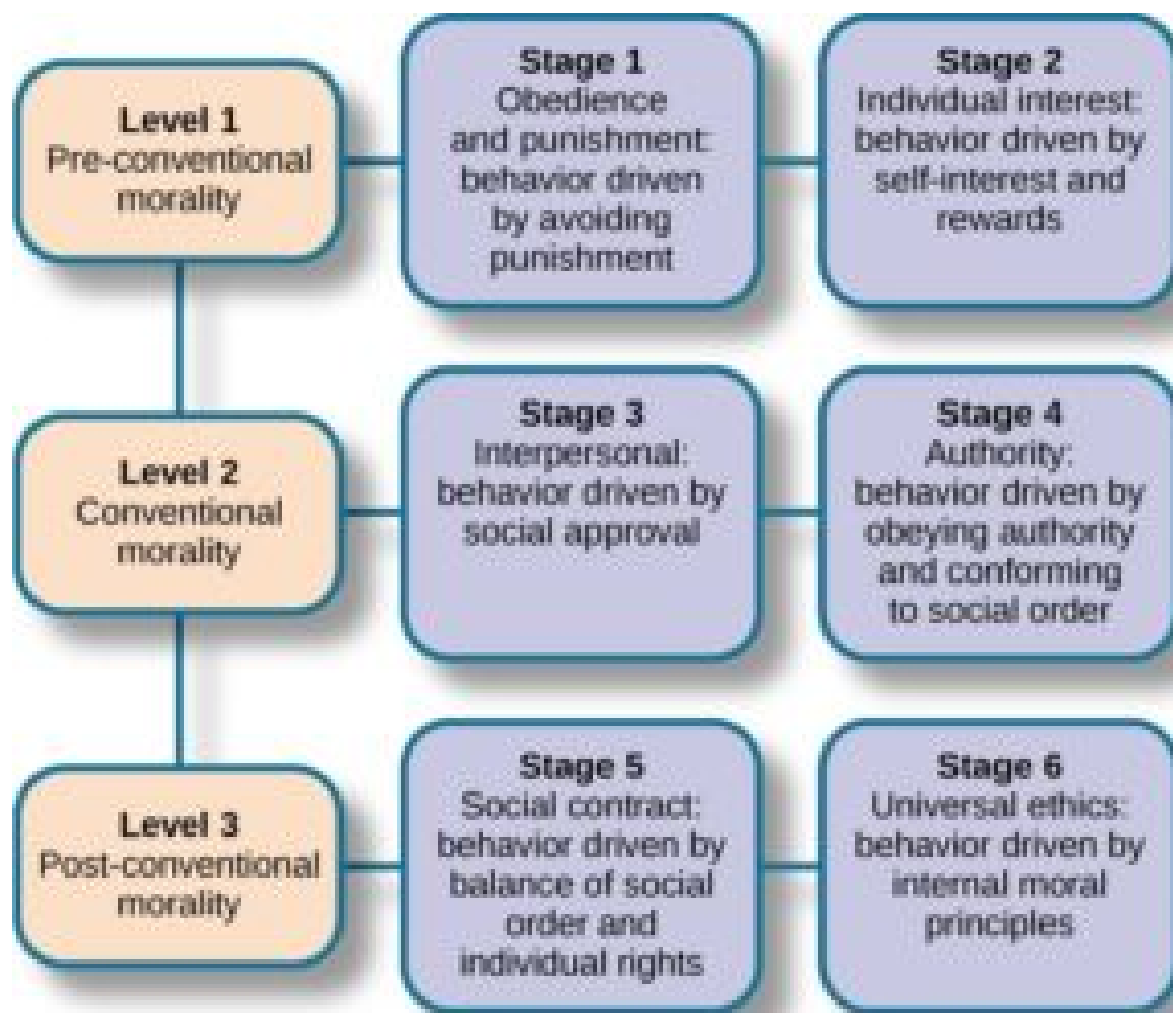 Level 1
Pre-conventional
morality
Stage 1
Obedience
and punishment:
behavior driven
by avoiding
punishment
Stage 2
Individual interest:
behavior driven by
self-interest and
rewards
Level 2
Conventional
morality
Stage 3
Interpersonal:
behavior driven by
social approval
Stage 4
Authority:
behavior driven by
obeying authority
and conforming
to social order
Level 3
Post-conventional
morality
Stage 5
Social contract:
behavior driven by
balance of social
order and
individual rights
Stage 6
Universal ethics:
behavior driven by
internal moral
principles